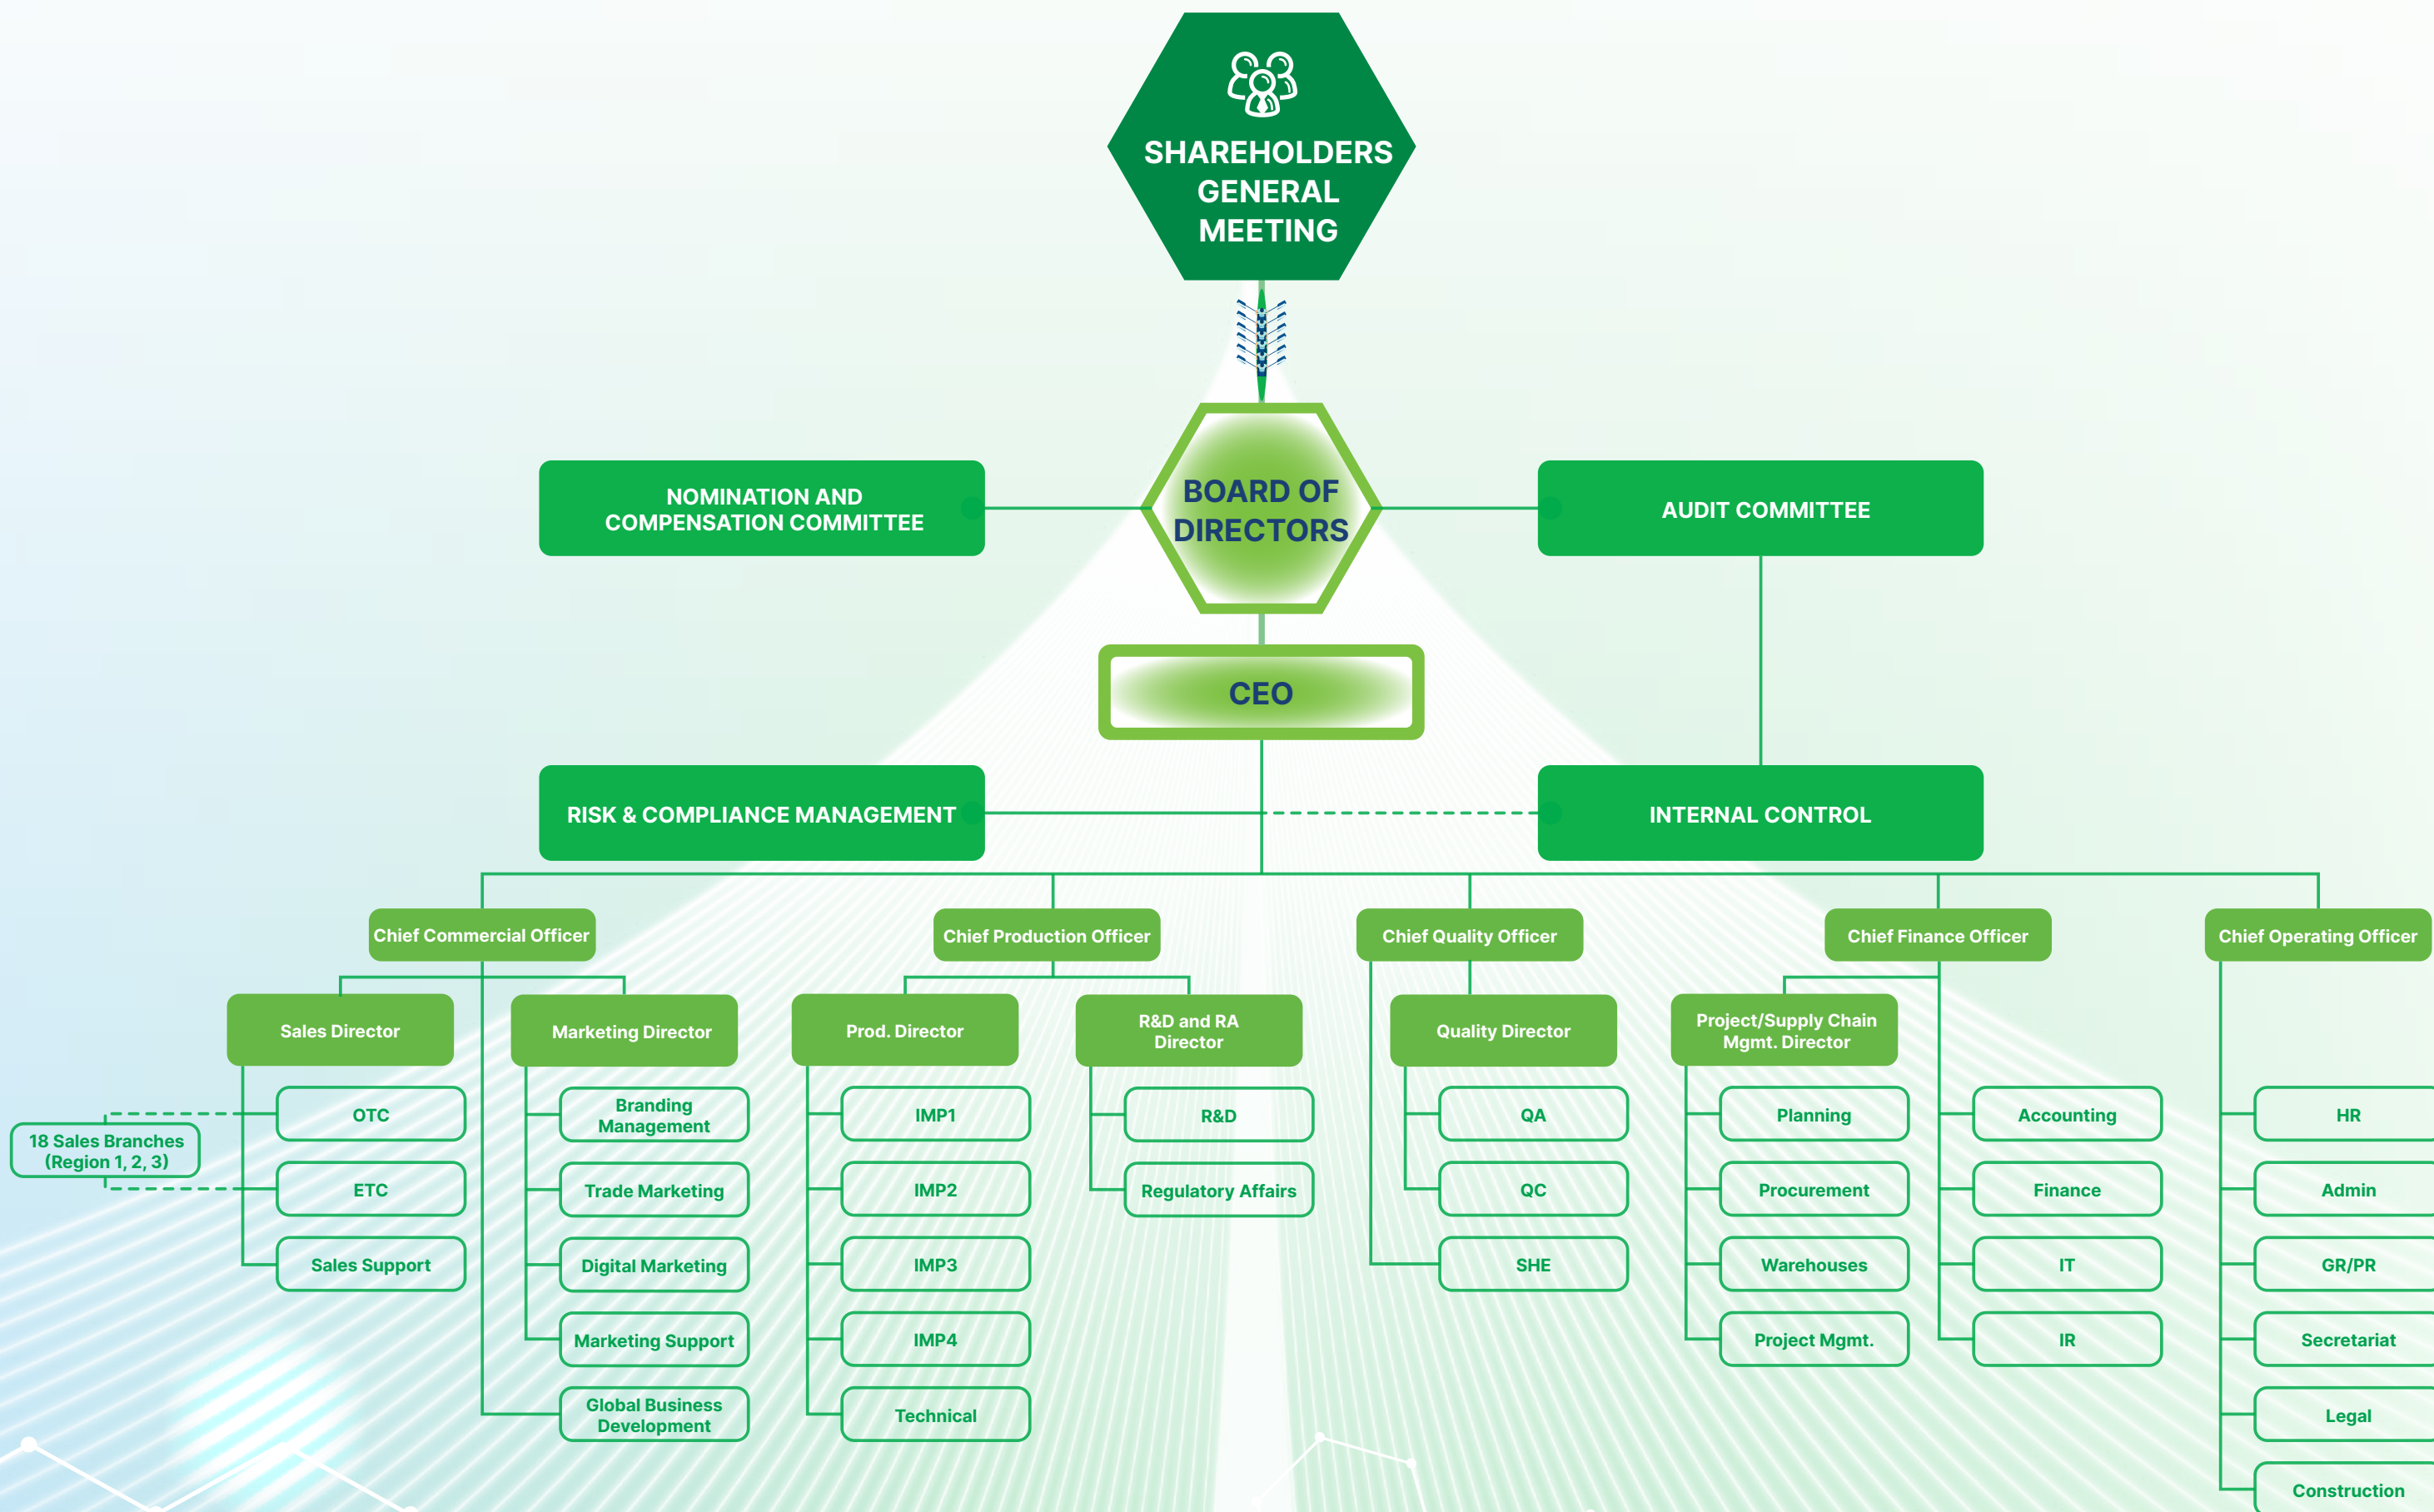 SHAREHOLDERS
GENERAL
MEETING
NOMINATION AND
COMPENSATION COMMITTEE
BOARD OF
DIRECTORS
AUDIT COMMITTEE
CEO
RISK & COMPLIANCE MANAGEMENT
INTERNAL CONTROL
Chief Commercial Officer
Chief Production Officer
Chief Quality Officer
Chief Finance Officer
Chief Operating Officer
Sales Director
Marketing Director
Prod. Director
R&D and RA
Director
Quality Director
Project/Supply Chain
Mgmt. Director
18 Sales Branches
(Region 1, 2, 3)
OTC
ETC
Sales Support
Branding
Management
Trade Marketing
Digital Marketing
Marketing Support
Global Business
Development
IMP1
IMP2
IMP3
IMP4
Technical
R&D
Regulatory Affairs
QA
QC
SHE
Planning
Procurement
Warehouses
Project Mgmt.
Accounting
Finance
IT
IR
HR
Admin
GR/PR
Secretariat
Legal
Construction